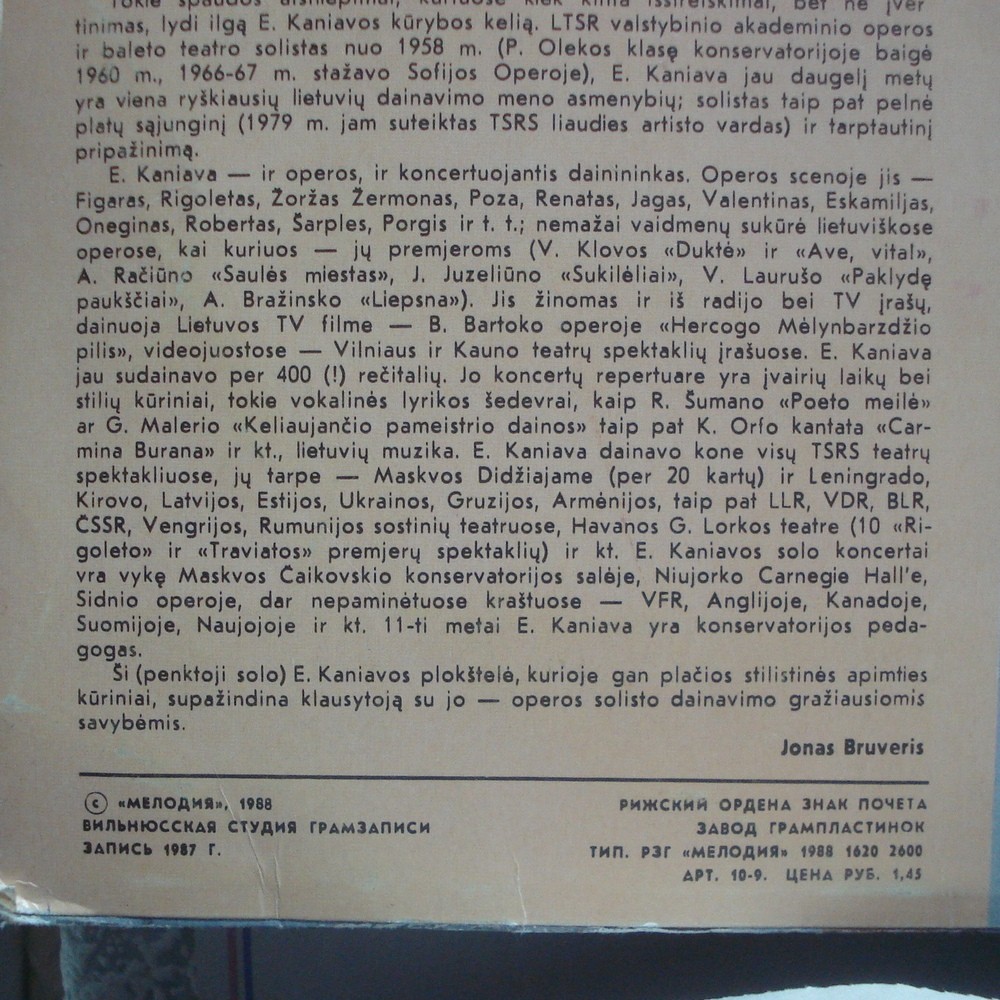 Tokie spaudos atsiliepimai, kuriuose kiek kinta išsireiškimai, bet ne įver
tinimas, lydi ilgą E. Kaniavos kūrybos kelią. LTSR valstybinio akademinio operos
ir baleto teatro solistas nuo 1958 m. (P. Olekos klasę konservatorijoje baigė
1960 m., 1966-67 m. stažavo Sofijos Operoje), E. Kaniava jau daugelį metų
yra viena ryškiausių lietuvių dainavimo meno asmenybių; solistas taip pat pelnė
platų sąjunginį (1979 m. jam suteiktas TSRS liaudies artisto vardas) ir tarptautinį
pripažinimą.
E. Kaniava — ir operos, ir koncertuojantis dainininkas. Operos scenoje jis —
Figaras, Rigoletas, Žoržas Žermonas, Poza, Renatas, Jagas, Valentinas, Eskamiljas,
Oneginas, Robertas, Šarples, Porgis ir t. t.; nemažai vaidmenų sukūrė lietuviškose
operose, kai kuriuos — jų premjeroms (V. Klovos «Duktė» ir «Ave, vita!»,
A. Račiūno «Saulės miestas», J. Juzeliūno «Sukilėliai», V. Laurušo «Paklydę
paukščiai», A. Bražinsko «Liepsna»). Jis žinomas ir iš radijo bei TV įrašų,
dainuoja Lietuvos TV filme — B. Bartoko operoje «Hercogo Mėlynbarzdžio
pilis», videojuostose — Vilniaus ir Kauno teatrų spektaklių įrašuose. E. Kaniava
jau sudainavo per 400 (!) rečitalių. Jo koncertų repertuare yra įvairių laikų bei
stilių kūriniai, tokie vokalinės lyrikos šedevrai, kaip R. Šumano «Poeto meilė»
ar G. Malerio «Keliaujančio pameistrio dainos» taip pat K. Orfo kantata «Car-
mina Burana» ir kt., lietuvių muzika. E. Kaniava dainavo kone visų TSRS teatrų
spektakliuose, jų tarpe — Maskvos Didžiajame (per 20 kartų) ir Leningrado,
Kirovo, Latvijos, Estijos, Ukrainos, Gruzijos, Armėnijos, taip pat LLR, VDR, BLR,
ČSSR, Vengrijos, Rumunijos sostinių teatruose, Havanos G. Lorkos teatre (10 «Ri-
goleto» ir «Traviatos» premjerų spektaklių) ir kt. E. Kaniavos solo koncertai
vra vykę Maskvos Čaikovskio konservatorijos salėje, Niujorko Carnegie Hall'e,
Sidnio operoje, dar nepaminėtuose kraštuose — VFR, Anglijoje, Kanadoje,
Suomijoje, Naujojoje ir kt. 11-ti metai E. Kaniava yra konservatorijos peda-
gogas.
Ši (penktoji solo) E. Kaniavos plokštelė, kurioje gan plačios stilistinės apimties
kūriniai, supažindina klausytoją su jo — operos solisto dainavimo gražiausiomis
savybėmis.
Jonas Bruveris
© «МЕЛОДИЯ», 1988
ВИЛЬНЮССКАЯ СТУДИЯ ГРАМЗАПИСИ
ЗАПИСЬ 1987 Г.
РИЖСКИЙ ОРДЕНА ЗНАК ПОЧЕТА
ЗАВОД ГРАМПЛАСТИНОК
ТИП. РЗГ «МЕЛОДИЯ» 1988 1620 2600
АРТ. 10-9. ЦЕНА РУБ. 1,45